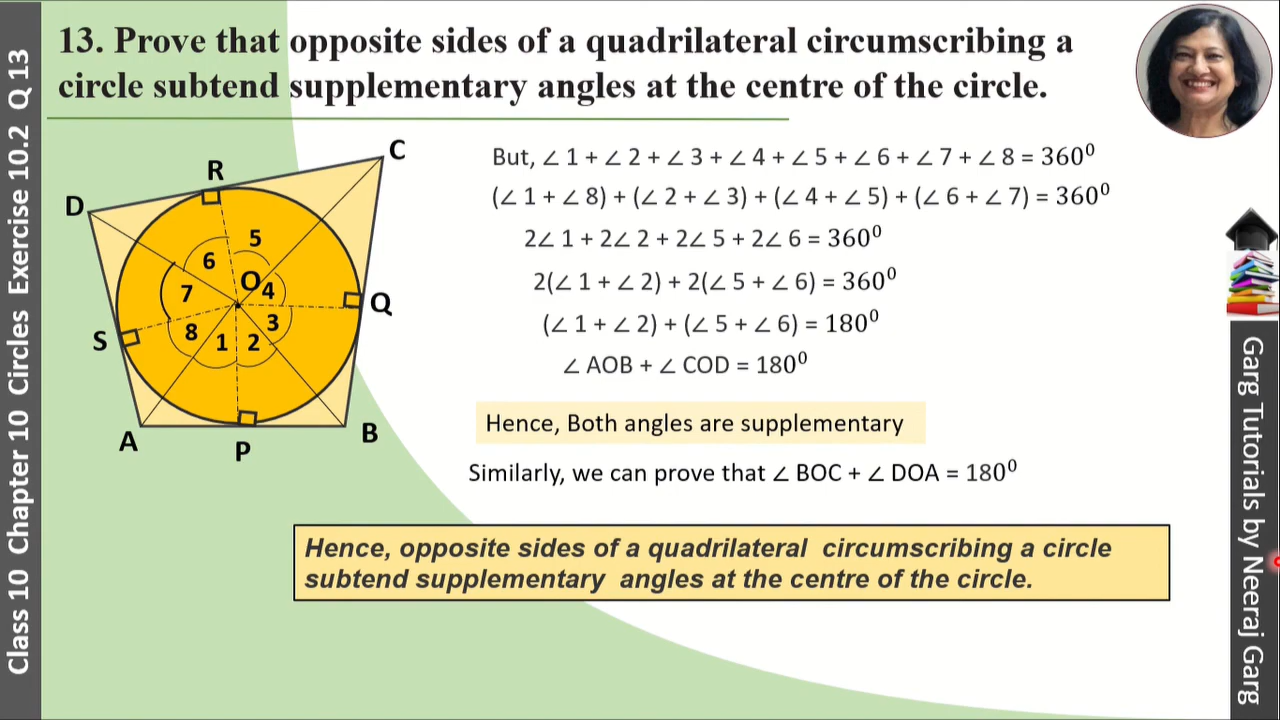 13. Prove that opposite sides of a quadrilateral circumscribing a
circle subtend supplementary angles at the centre of the circle.
Class 10 Chapter 10 Circles Exercise 10.2 Q 13
C
R
D
5
6
O
4
7
Q
3
S
8
1
2
A
B
P
But, ∠ 1 + ∠ 2 + ∠ 3 + ∠ 4 + ∠ 5 + ∠ 6 + ∠ 7 + ∠ 8 = 360⁰
(∠ 1 + ∠ 8) + (∠ 2 + ∠ 3) + (∠ 4 + ∠ 5) + (∠ 6 + ∠ 7) = 360⁰
2∠ 1 + 2∠ 2 + 2∠ 5 + 2∠ 6 = 360⁰
2(∠ 1 + ∠ 2) + 2(∠ 5 + ∠ 6) = 360⁰
(∠ 1 + ∠ 2) + (∠ 5 + ∠ 6) = 180⁰
∠ AOB + ∠ COD = 180⁰
Hence, Both angles are supplementary
Similarly, we can prove that ∠ BOC + ∠ DOA = 180⁰
Hence, opposite sides of a quadrilateral circumscribing a circle
subtend supplementary angles at the centre of the circle.
Garg Tutorials by Neeraj Garg